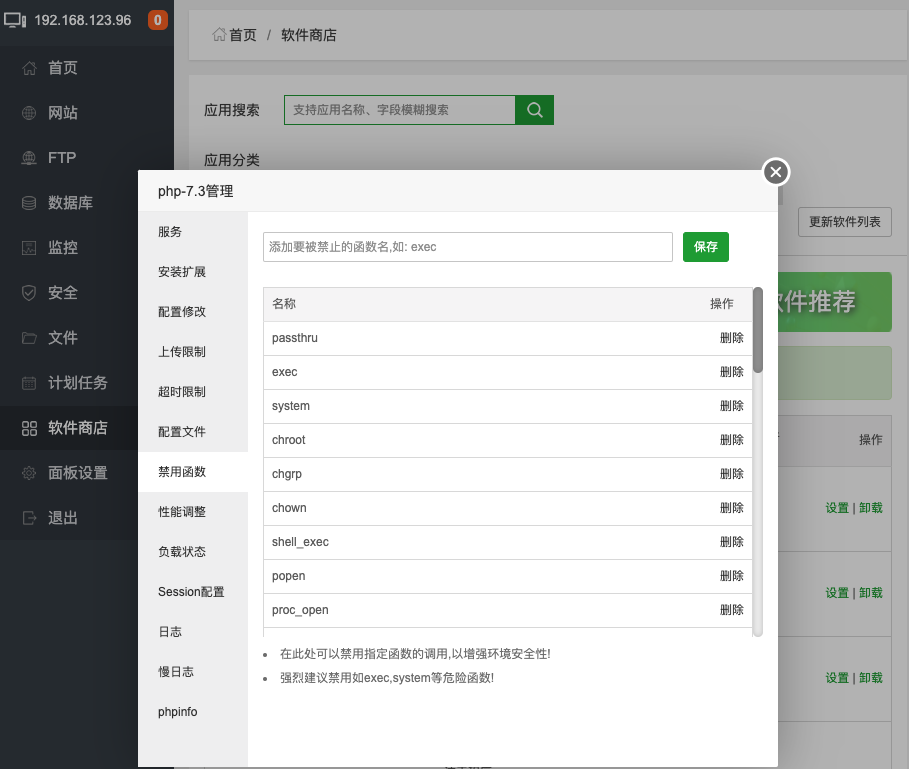 192.168.123.96 0
首页
网站
FTP
数据库
监控
安全
文件
计划任务
软件商店
面板设置
退出
首页 / 软件商店
应用搜索 支持应用名称、字段模糊搜索
应用分类
更新软件列表
件推荐
操作
设置 | 卸载
设置 | 卸载
设置 | 卸载
php-7.3管理
服务
安装扩展
配置修改
上传限制
超时限制
配置文件
禁用函数
性能调整
负载状态
Session配置
日志
慢日志
phpinfo
添加要被禁止的函数名,如: exec 保存
名称 操作
passthru 删除
exec 删除
system 删除
chroot 删除
chgrp 删除
chown 删除
shell_exec 删除
popen 删除
proc_open 删除
在此处可以禁用指定函数的调用,以增强环境安全性!
强烈建议禁用如exec,system等危险函数!